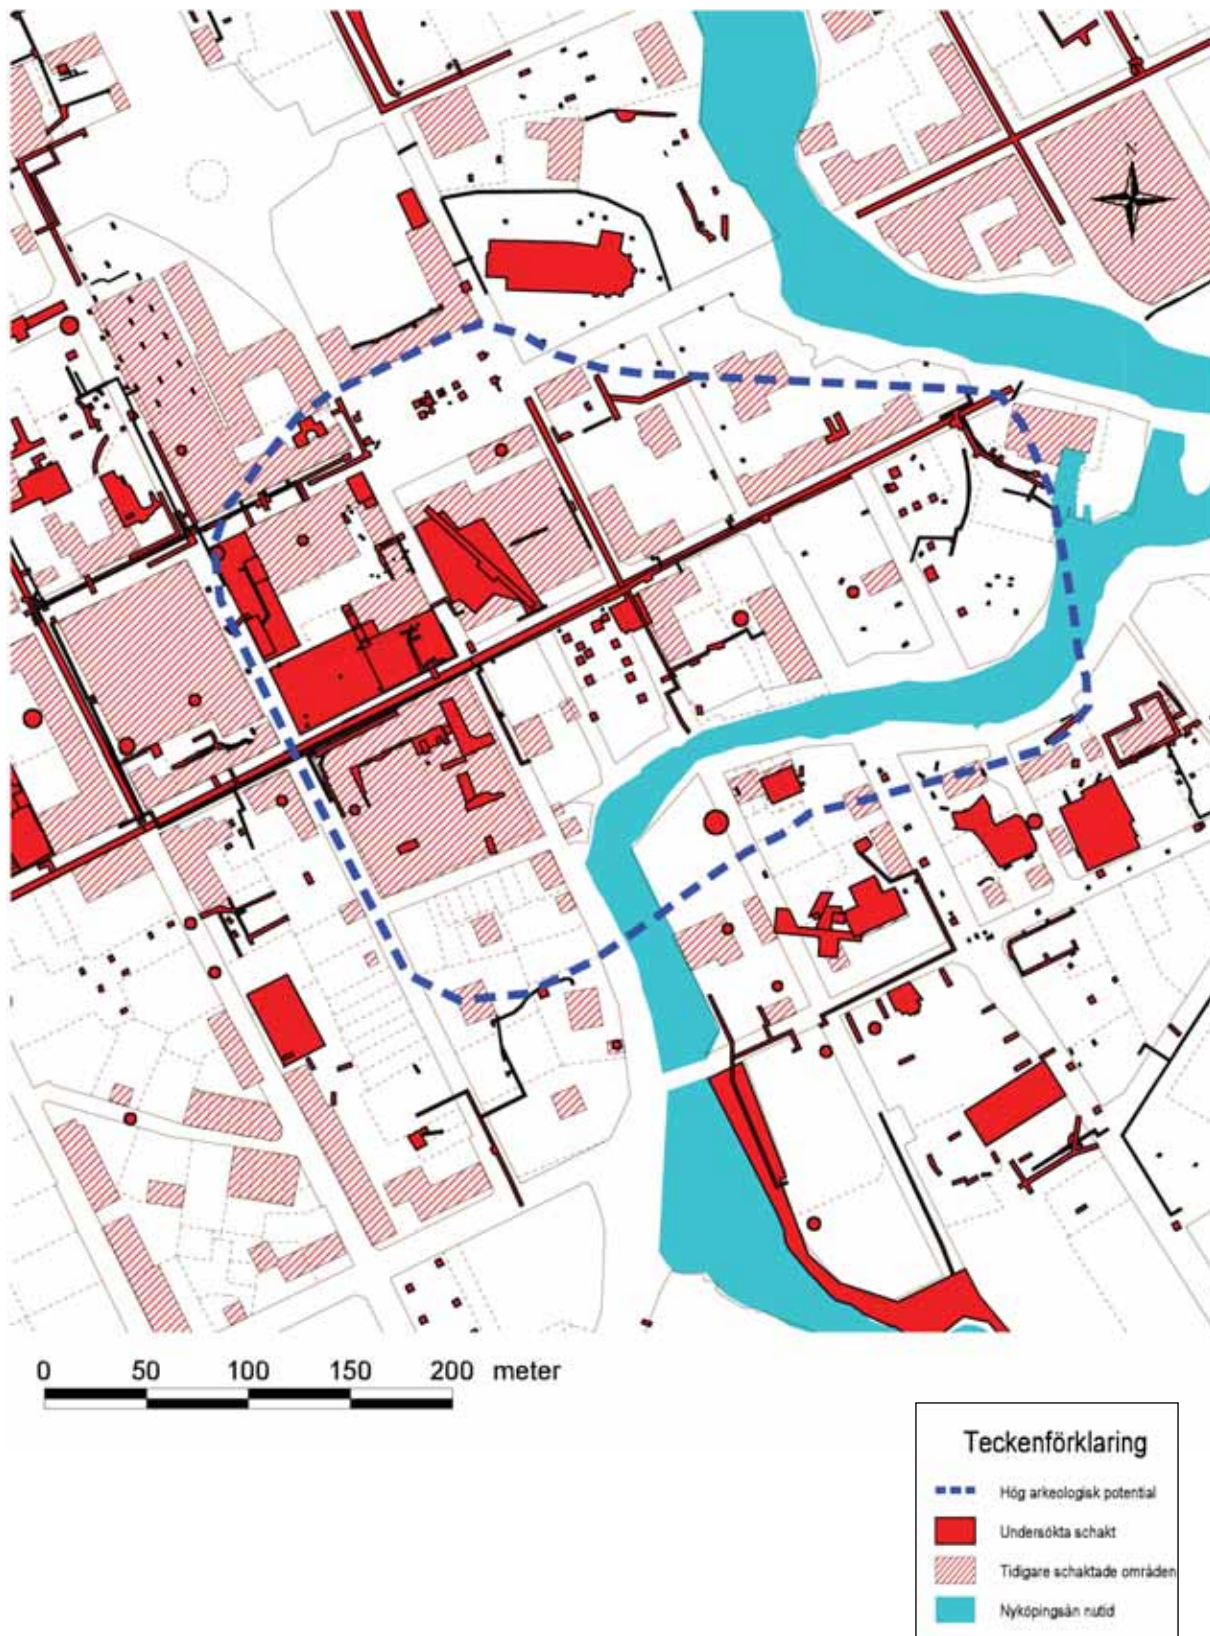 N
0 50 100 150 200 meter
Teckenförklaring
Hög arkeologisk potential
Undersökta schakt
Tidigare schaktade områden
Nyköpingsån nutid